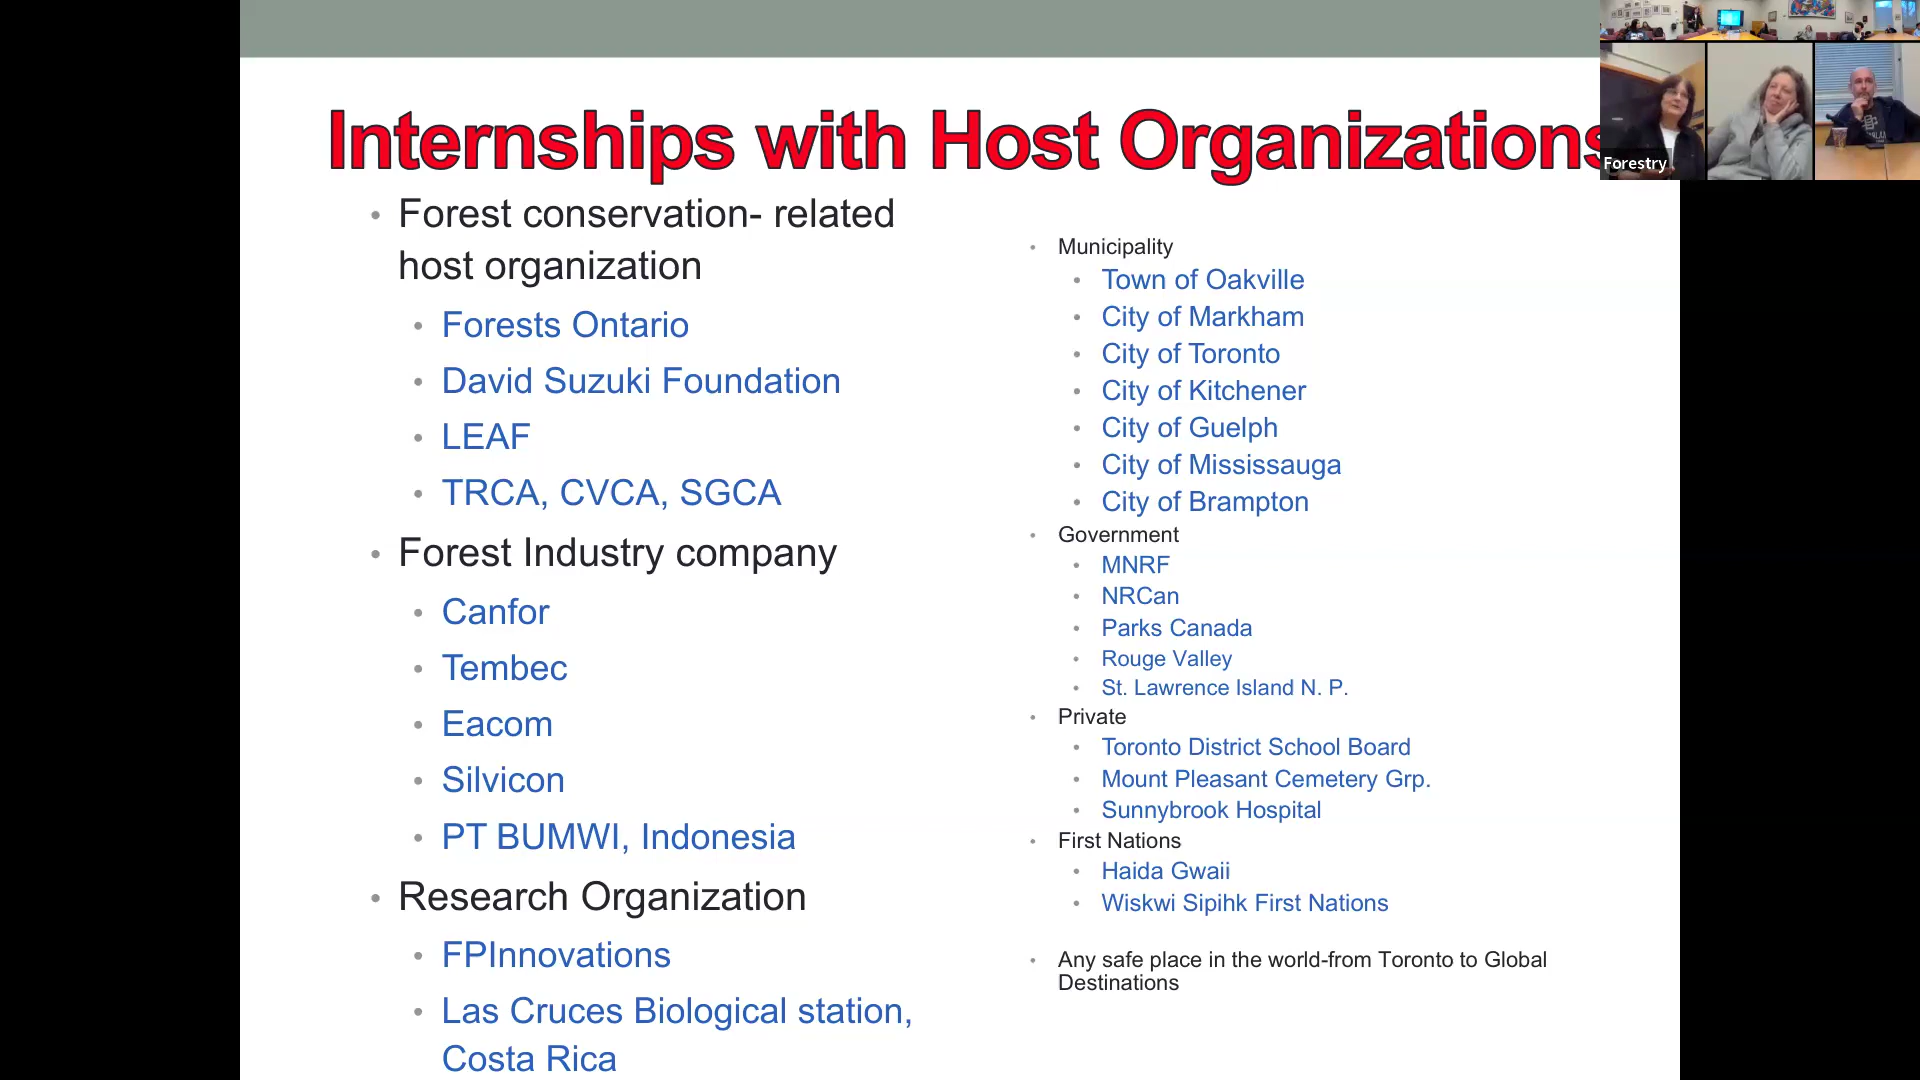 Internships with Host Organizations
Forest conservation- related
host organization
Forests Ontario
David Suzuki Foundation
LEAF
TRCA, CVCA, SGCA
Forest Industry company
Canfor
Tembec
Eacom
Silvicon
PT BUMWI, Indonesia
Research Organization
FPInnovations
Las Cruces Biological station,
Costa Rica
Municipality
Town of Oakville
City of Markham
City of Toronto
City of Kitchener
City of Guelph
City of Mississauga
City of Brampton
Government
MNRF
NRCan
Parks Canada
Rouge Valley
St. Lawrence Island N. P.
Private
Toronto District School Board
Mount Pleasant Cemetery Grp.
Sunnybrook Hospital
First Nations
Haida Gwaii
Wiskwi Sipihk First Nations
Any safe place in the world-from Toronto to Global
Destinations
Forestry